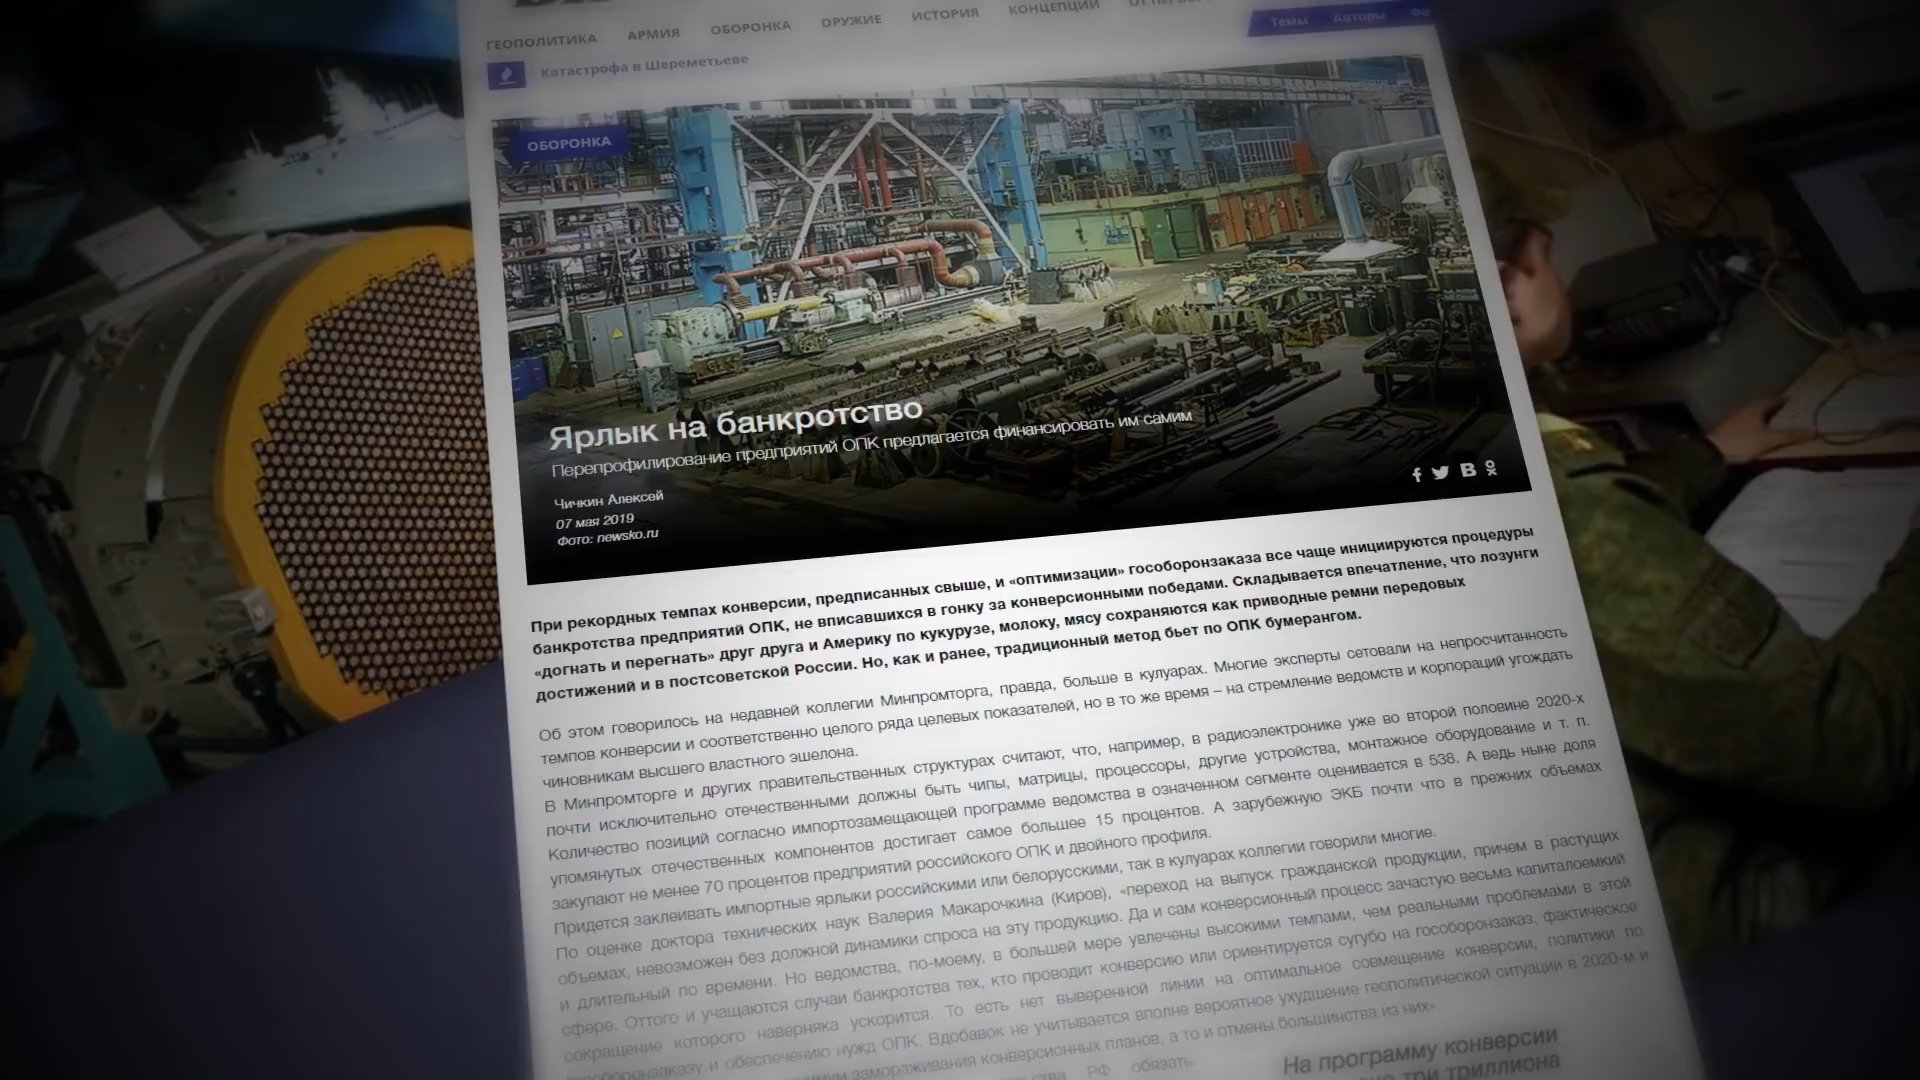 ГЕОПОЛИТИКА АРМИЯ ОБОРОНКА ОРУЖИЕ ИСТОРИЯ КОНЦЕПЦИИ
Темы Авторы
Катастрофа в Шереметьеве
ОБОРОНКА
Ярлык на банкротство
Перепрофилирование предприятий ОПК предлагается финансировать им самим
Чичкин Алексей
07 мая 2019
Фото: newsko.ru
При рекордных темпах конверсии, предписанных свыше, и «оптимизации» гособоронзаказа все чаще инициируются процедуры
банкротства предприятий ОПК, не вписавшихся в гонку за конверсионными победами. Складывается впечатление, что лозунги
«догнать и перегнать» друг друга и Америку по кукурузе, молоку, мясу сохраняются как приводные ремни передовых
достижений и в постсоветской России. Но, как и ранее, традиционный метод бьет по ОПК бумерангом.
Об этом говорилось на недавней коллегии Минпромторга, правда, больше в кулуарах. Многие эксперты сетовали на непросчитанность
темпов конверсии и соответственно целого ряда целевых показателей, но в то же время – на стремление ведомств и корпораций угождать
чиновникам высшего властного эшелона.
В Минпромторге и других правительственных структурах считают, что, например, в радиоэлектронике уже во второй половине 2020-х
почти исключительно отечественными должны быть чипы, матрицы, процессоры, другие устройства, монтажное оборудование и т. п.
Количество позиций согласно импортозамещающей программе ведомства в означенном сегменте оценивается в 538. А ведь ныне доля
упомянутых отечественных компонентов достигает самое большее 15 процентов. А зарубежную ЭКБ почти что в прежних объемах
закупают не менее 70 процентов предприятий российского ОПК и двойного профиля.
Придется заклеивать импортные ярлыки российскими или белорусскими, так в кулуарах коллегии говорили многие.
По оценке доктора технических наук Валерия Макарочкина (Киров), «переход на выпуск гражданской продукции, причем в растущих
объемах, невозможен без должной динамики спроса на эту продукцию. Да и сам конверсионный процесс зачастую весьма капиталоемкий
и длительный по времени. Но ведомства, по-моему, в большей мере увлечены высокими темпами, чем реальными проблемами в этой
сфере. Оттого и учащаются случаи банкротства тех, кто проводит конверсию или ориентируется сугубо на гособоронзаказ, фактическое
сокращение которого наверняка ускорится. То есть нет выверенной линии на оптимальное совмещение конверсии, политики по
гособоронзаказу и обеспечению нужд ОПК. Вдобавок не учитывается вполне вероятное ухудшение геополитической ситуации в 2020-м и
замораживания конверсионных планов, а то и отмены большинства из них».
РФ обязать
На программу конверсии
три триллиона